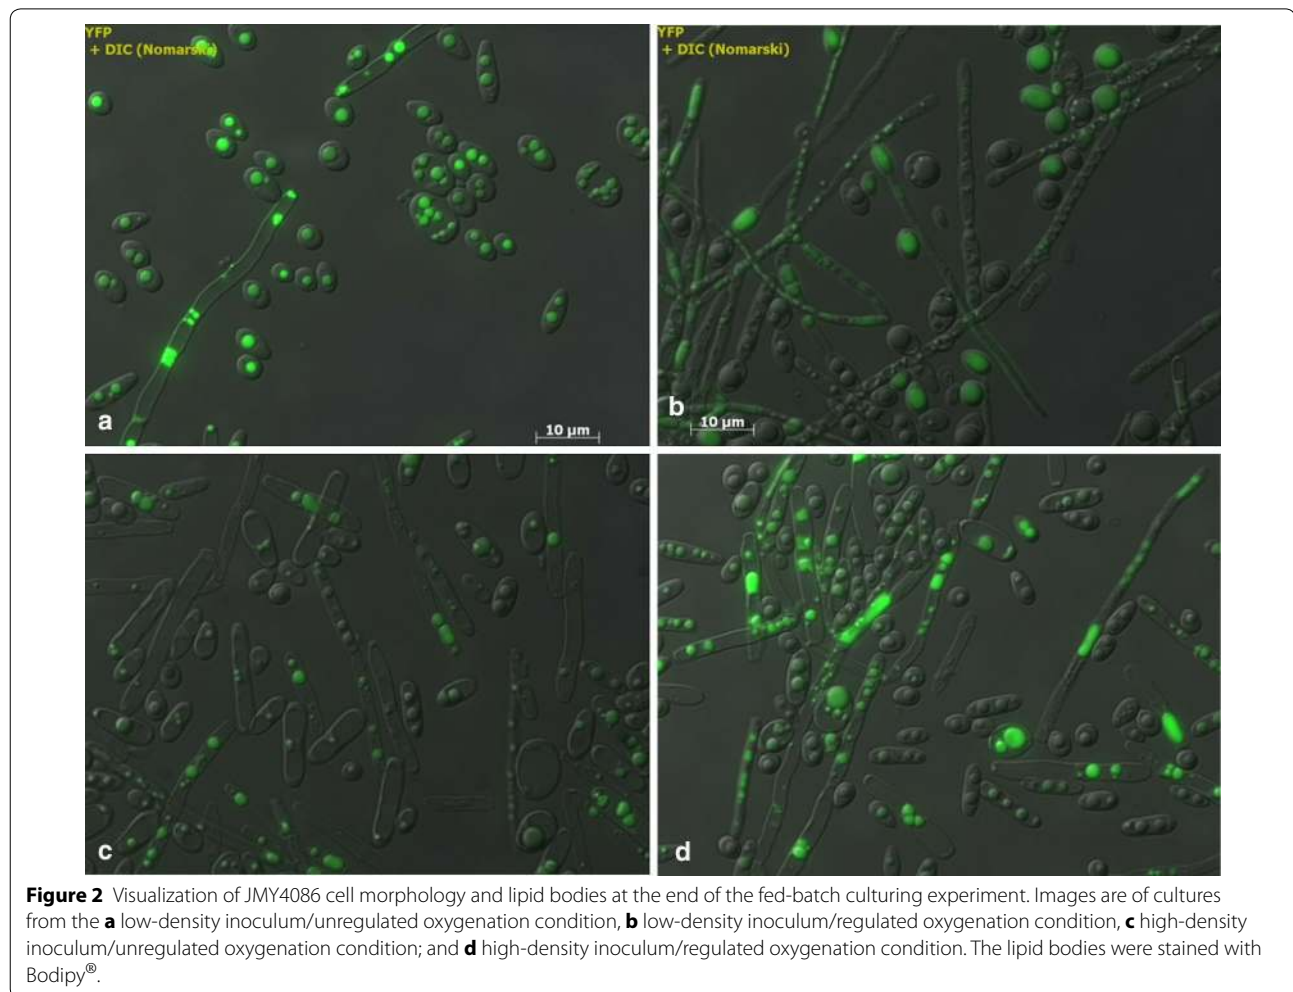 YFP
+ DIC (Nomarski)
YFP
+ DIC (Nomarski)
a
10 µm
b
10 µm
c
d
Figure 2 Visualization of JMY4086 cell morphology and lipid bodies at the end of the fed-batch culturing experiment. Images are of cultures
from the a low-density inoculum/unregulated oxygenation condition, b low-density inoculum/regulated oxygenation condition, c high-density
inoculum/unregulated oxygenation condition; and d high-density inoculum/regulated oxygenation condition. The lipid bodies were stained with
Bodipy®.